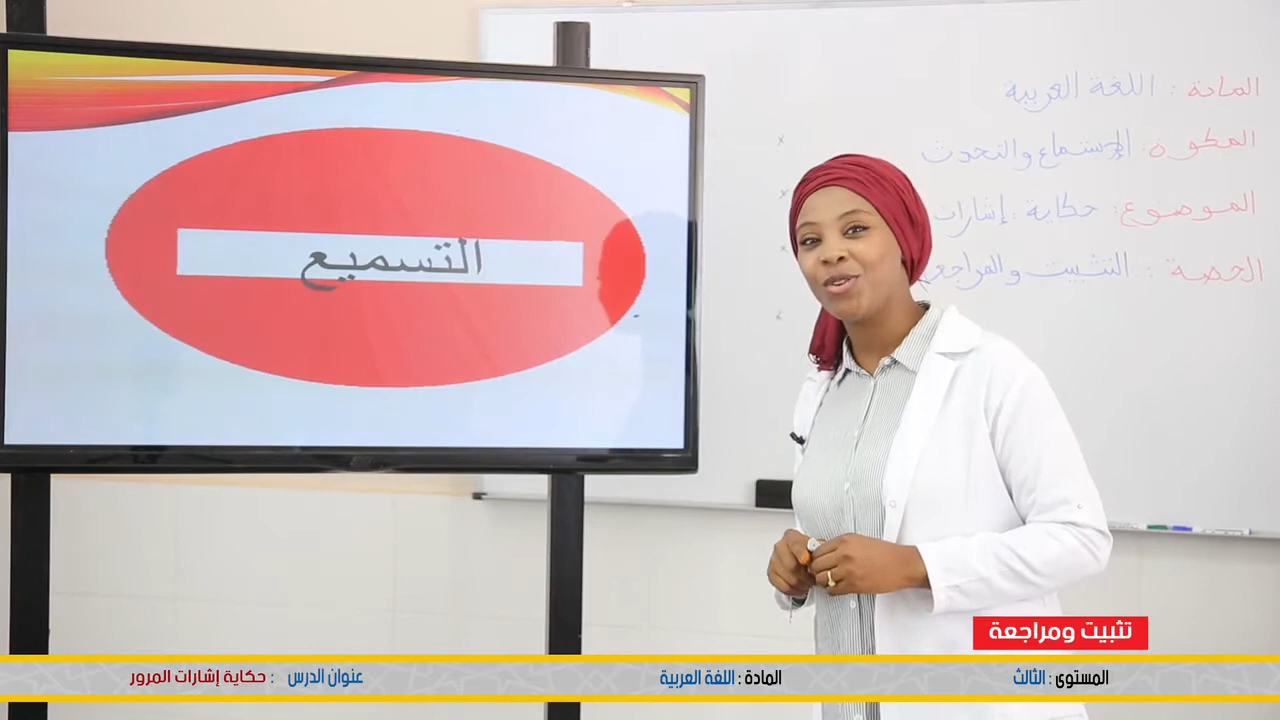 المادة : اللغة العربية
المكون : الإستماع والتحدث
الموضوع : حكاية : إشارات
الحصة : التثبيت والمراجعة
التسميع
تثبيت ومراجعة
المستوى : الثالث
المادة : اللغة العربية
عنوان الدرس : حكاية إشارات المرور